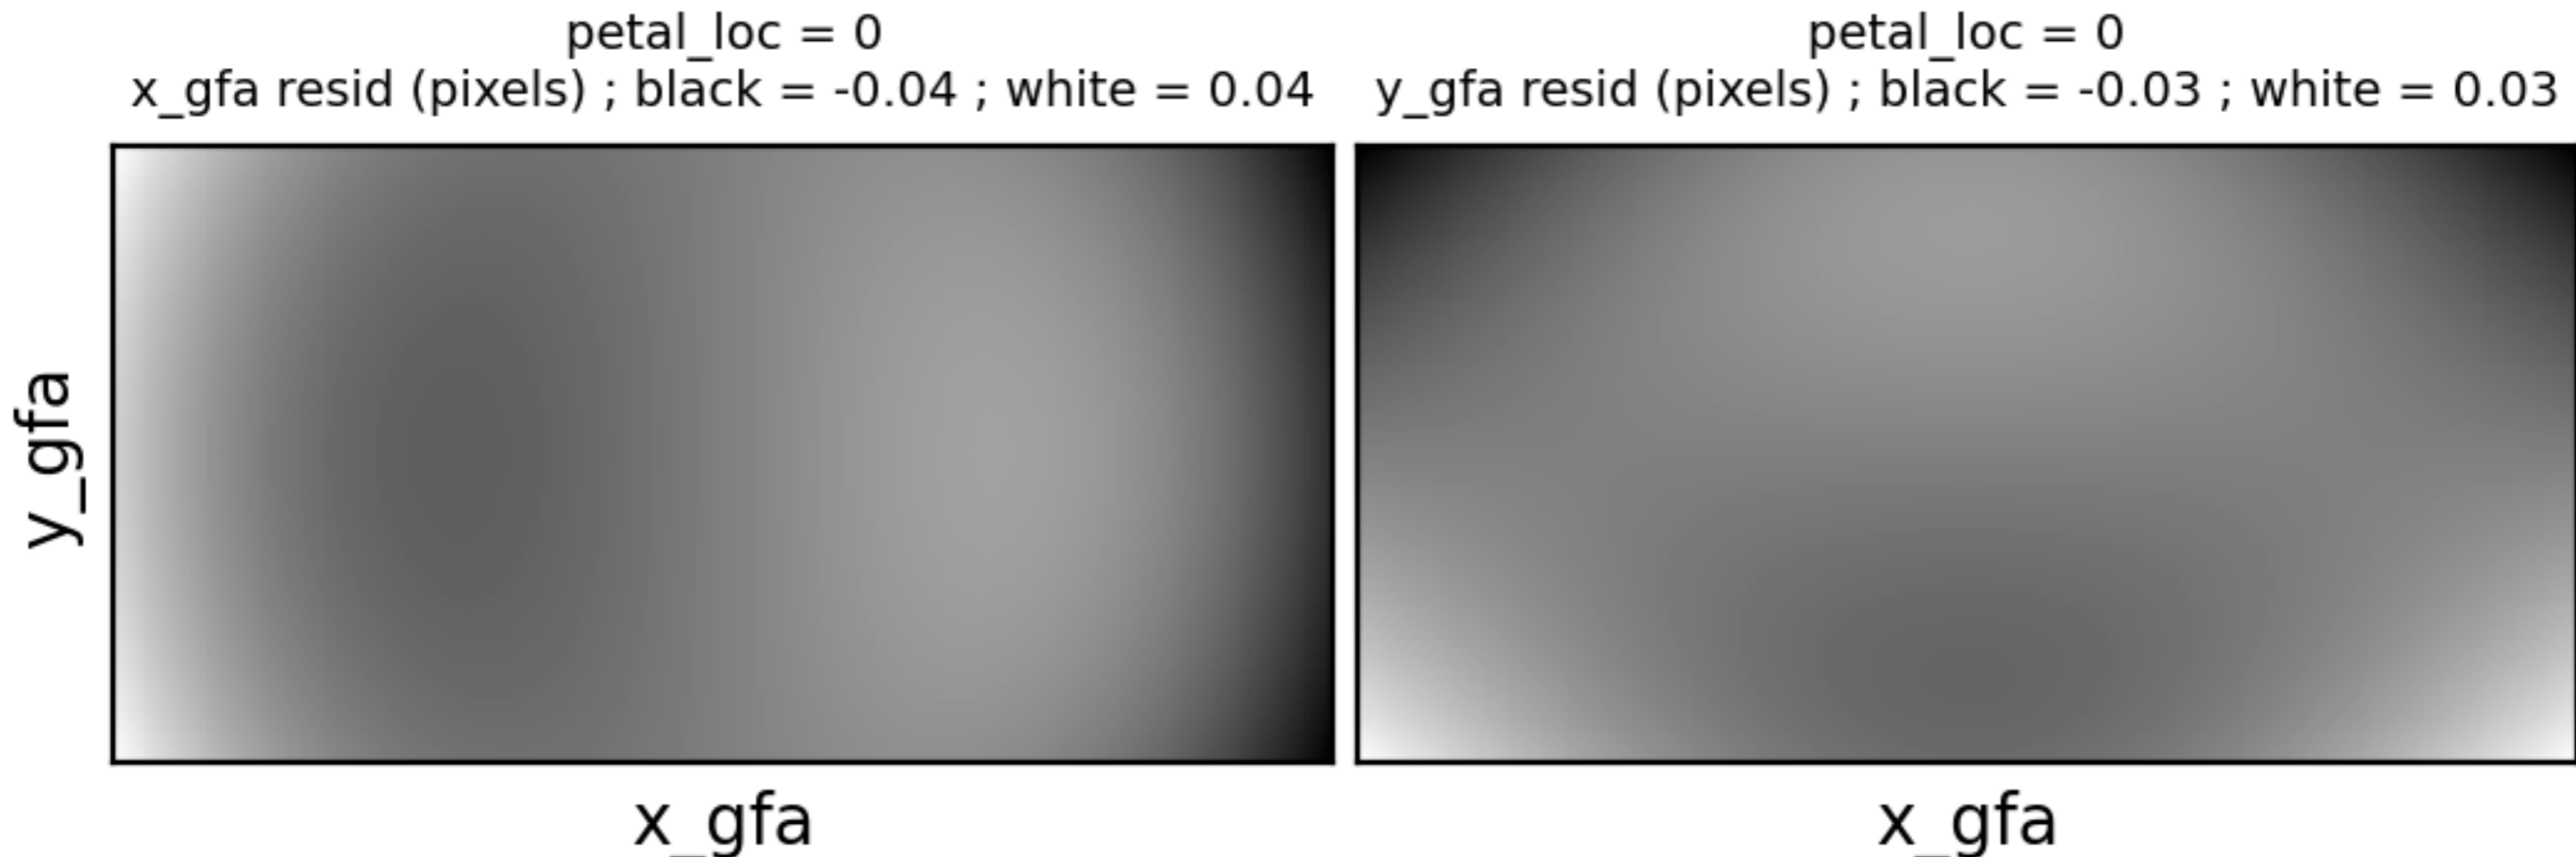 petal_loc = 0
x_gfa resid (pixels) ; black = -0.04 ; white = 0.04
petal_loc = 0
y_gfa resid (pixels) ; black = -0.03 ; white = 0.03
y_gfa
x_gfa
x_gfa